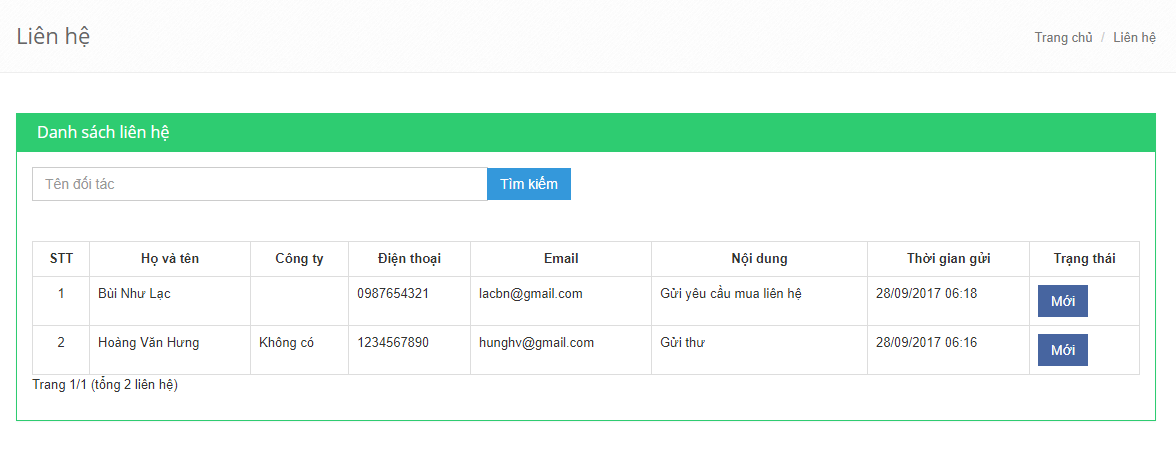 Liên hệ
Trang chủ / Liên hệ
Danh sách liên hệ
Tên đối tác Tìm kiếm
STT Họ và tên Công ty Điện thoại Email Nội dung Thời gian gửi Trạng thái
1 Bùi Như Lạc 0987654321 lacbn@gmail.com Gửi yêu cầu mua liên hệ 28/09/2017 06:18 Mới
2 Hoàng Văn Hưng Không có 1234567890 hunghv@gmail.com Gửi thư 28/09/2017 06:16 Mới
Trang 1/1 (tổng 2 liên hệ)